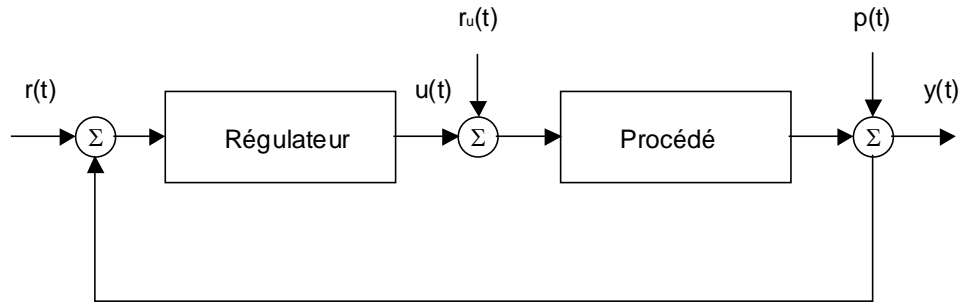 rᵤ(t)
p(t)
r(t)
u(t)
y(t)
Σ
Régulateur
Σ
Procédé
Σ